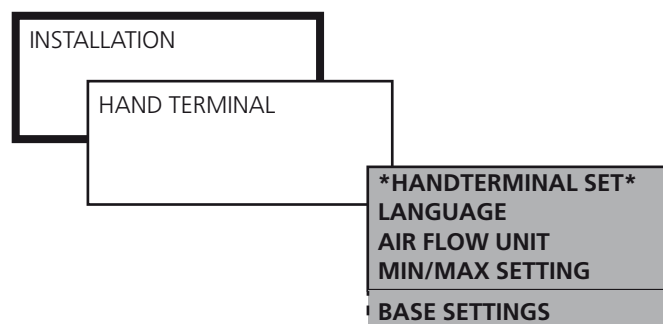 INSTALLATION
HAND TERMINAL
*HANDTERMINAL SET*
LANGUAGE
AIR FLOW UNIT
MIN/MAX SETTING
BASE SETTINGS